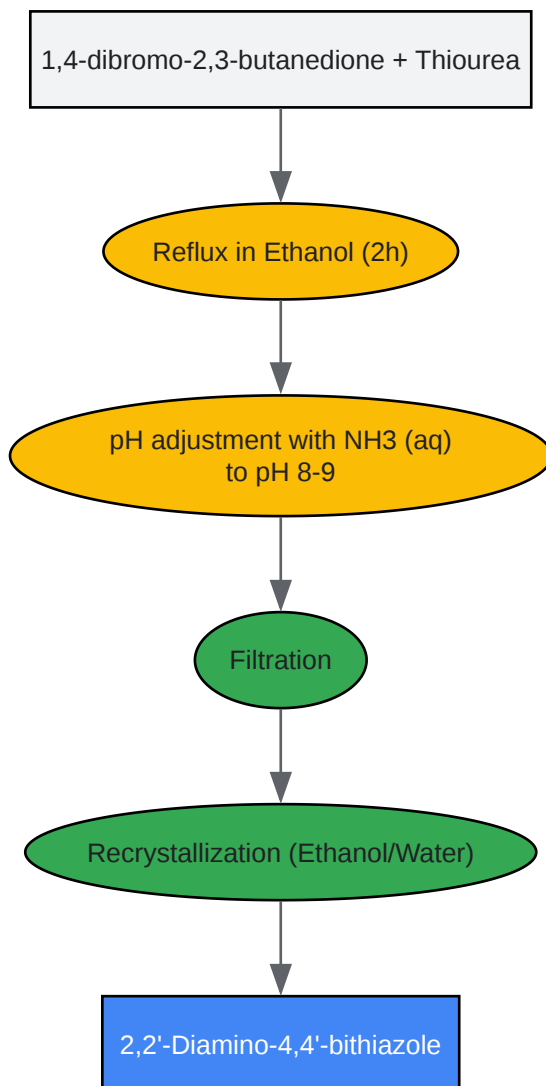 1,4-dibromo-2,3-butanedione + Thiourea
Reflux in Ethanol (2h)
pH adjustment with NH3 (aq)
to pH 8-9
Filtration
Recrystallization (Ethanol/Water)
2,2'-Diamino-4,4'-bithiazole